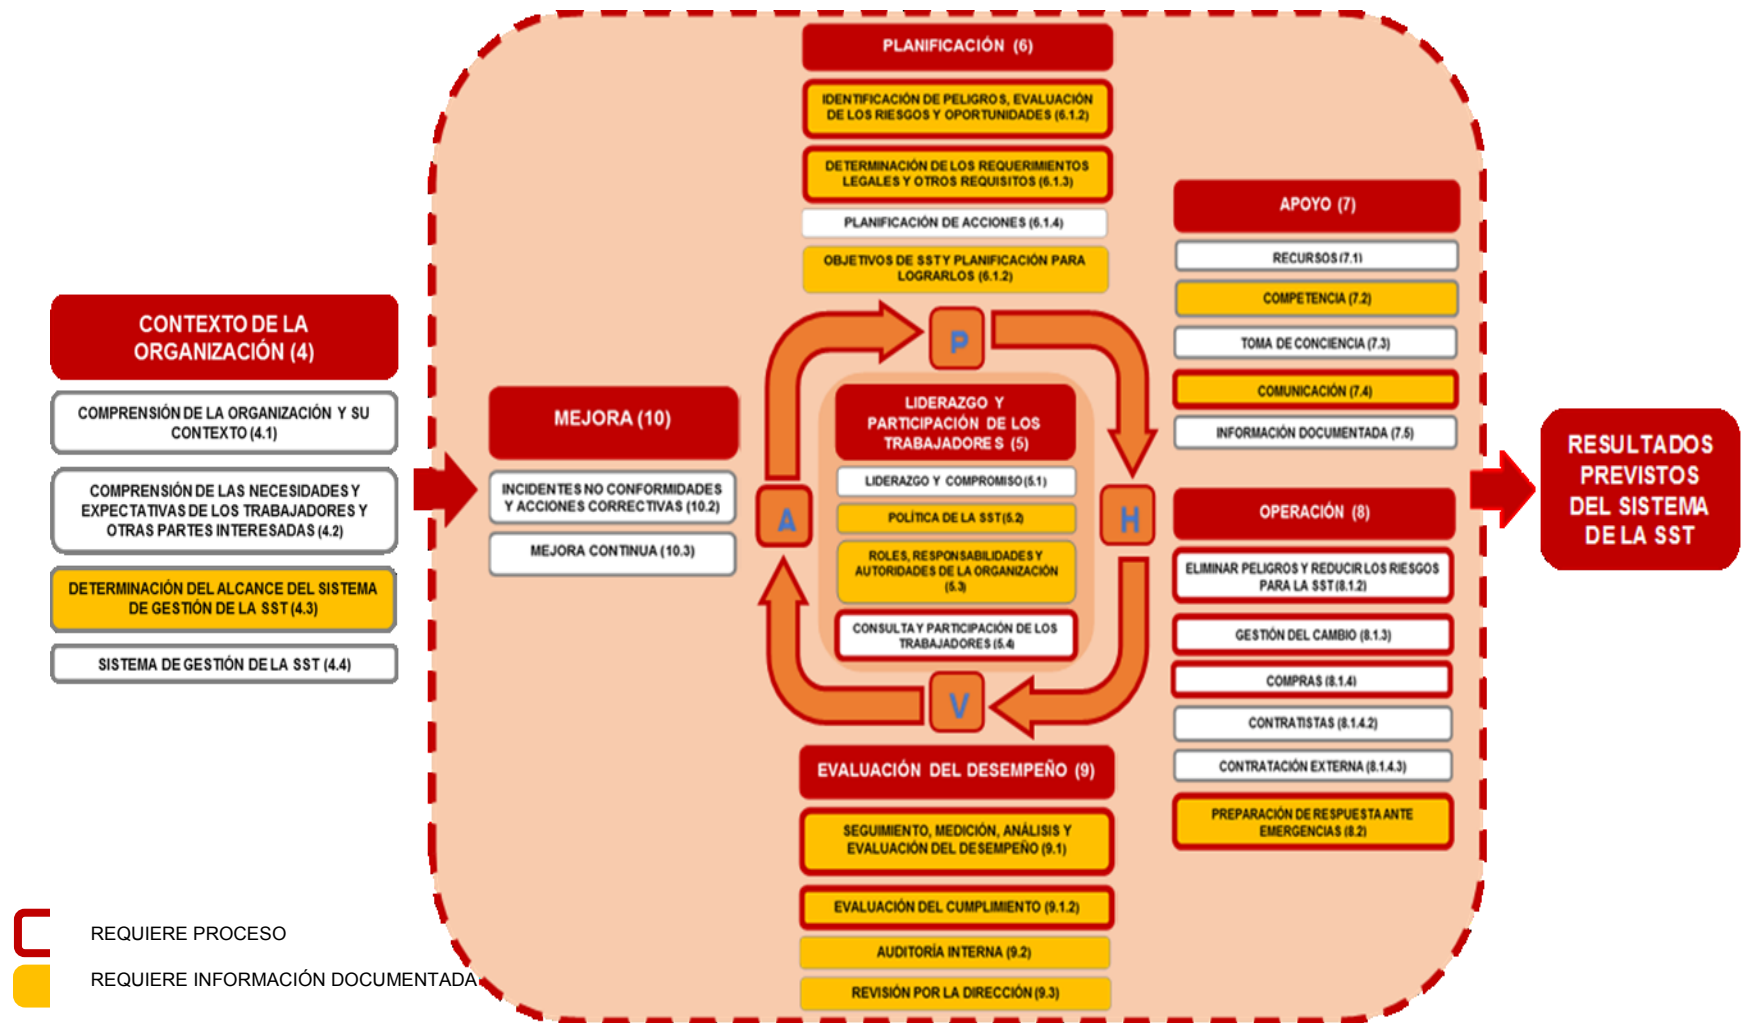 PLANIFICACIÓN (6)
IDENTIFICACIÓN DE PELIGROS, EVALUACIÓN
DE LOS RIESGOS Y OPORTUNIDADES (6.1.2)
DETERMINACIÓN DE LOS REQUERIMIENTOS
LEGALES Y OTROS REQUISITOS (6.1.3)
PLANIFICACIÓN DE ACCIONES (6.1.4)
OBJETIVOS DE SST Y PLANIFICACIÓN PARA
LOGRARLOS (6.1.2)
CONTEXTO DE LA
ORGANIZACIÓN (4)
COMPRENSIÓN DE LA ORGANIZACIÓN Y SU
CONTEXTO (4.1)
COMPRENSIÓN DE LAS NECESIDADES Y
EXPECTATIVAS DE LOS TRABAJADORES Y
OTRAS PARTES INTERESADAS (4.2)
DETERMINACIÓN DEL ALCANCE DEL SISTEMA
DE GESTIÓN DE LA SST (4.3)
SISTEMA DE GESTIÓN DE LA SST (4.4)
MEJORA (10)
INCIDENTES NO CONFORMIDADES
Y ACCIONES CORRECTIVAS (10.2)
MEJORA CONTINUA (10.3)
P
A
H
V
LIDERAZGO Y
PARTICIPACIÓN DE LOS
TRABAJADORES (5)
LIDERAZGO Y COMPROMISO (5.1)
POLÍTICA DE LA SST (5.2)
ROLES, RESPONSABILIDADES Y
AUTORIDADES DE LA ORGANIZACIÓN
(5.3)
CONSULTA Y PARTICIPACIÓN DE LOS
TRABAJADORES (5.4)
APOYO (7)
RECURSOS (7.1)
COMPETENCIA (7.2)
TOMA DE CONCIENCIA (7.3)
COMUNICACIÓN (7.4)
INFORMACIÓN DOCUMENTADA (7.5)
OPERACIÓN (8)
ELIMINAR PELIGROS Y REDUCIR LOS RIESGOS
PARA LA SST (8.1.2)
GESTIÓN DEL CAMBIO (8.1.3)
COMPRAS (8.1.4)
CONTRATISTAS (8.1.4.2)
CONTRATACIÓN EXTERNA (8.1.4.3)
PREPARACIÓN DE RESPUESTA ANTE
EMERGENCIAS (8.2)
RESULTADOS
PREVISTOS
DEL SISTEMA
DE LA SST
EVALUACIÓN DEL DESEMPEÑO (9)
SEGUIMIENTO, MEDICIÓN, ANÁLISIS Y
EVALUACIÓN DEL DESEMPEÑO (9.1)
EVALUACIÓN DEL CUMPLIMIENTO (9.1.2)
AUDITORÍA INTERNA (9.2)
REVISIÓN POR LA DIRECCIÓN (9.3)
REQUIERE PROCESO
REQUIERE INFORMACIÓN DOCUMENTADA